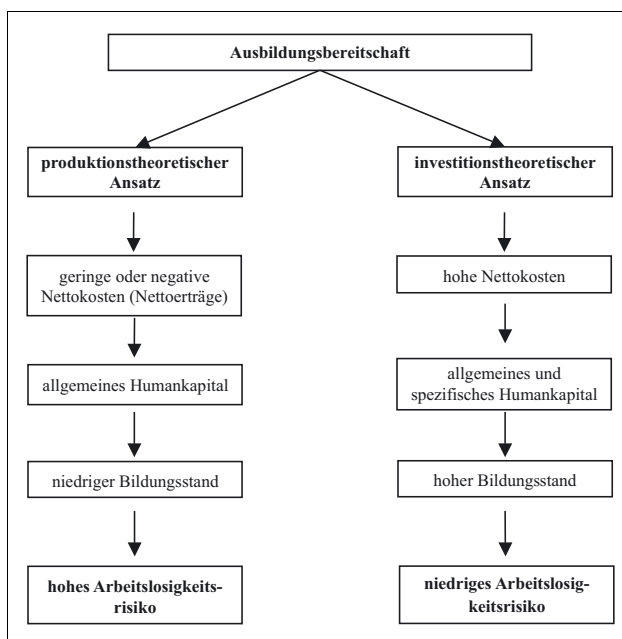 Ausbildungsbereitschaft
produktionstheoretischer
Ansatz
geringe oder negative
Nettokosten (Nettoerträge)
allgemeines Humankapital
niedriger Bildungsstand
hohes Arbeitslosigkeits-
risiko
investitionstheoretischer
Ansatz
hohe Nettokosten
allgemeines und
spezifisches Humankapital
hoher Bildungsstand
niedriges Arbeitslosig-
keitsrisiko